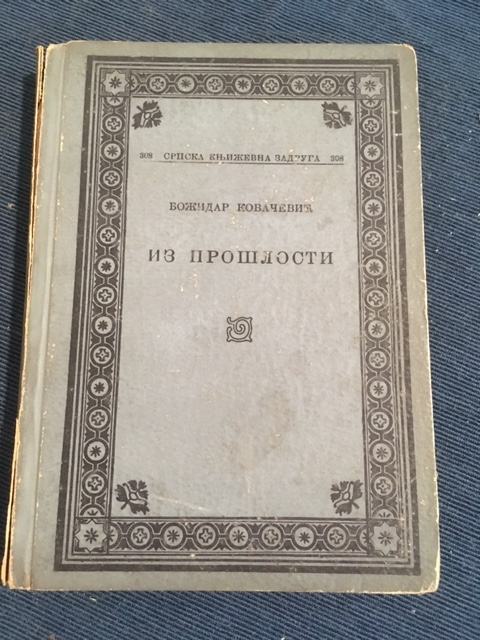 308 СРПСКА КЊИЖЕВНА ЗАДРУГА 308
БОЖИДАР КОВАЧЕВИЋ
ИЗ ПРОШЛОСТИ